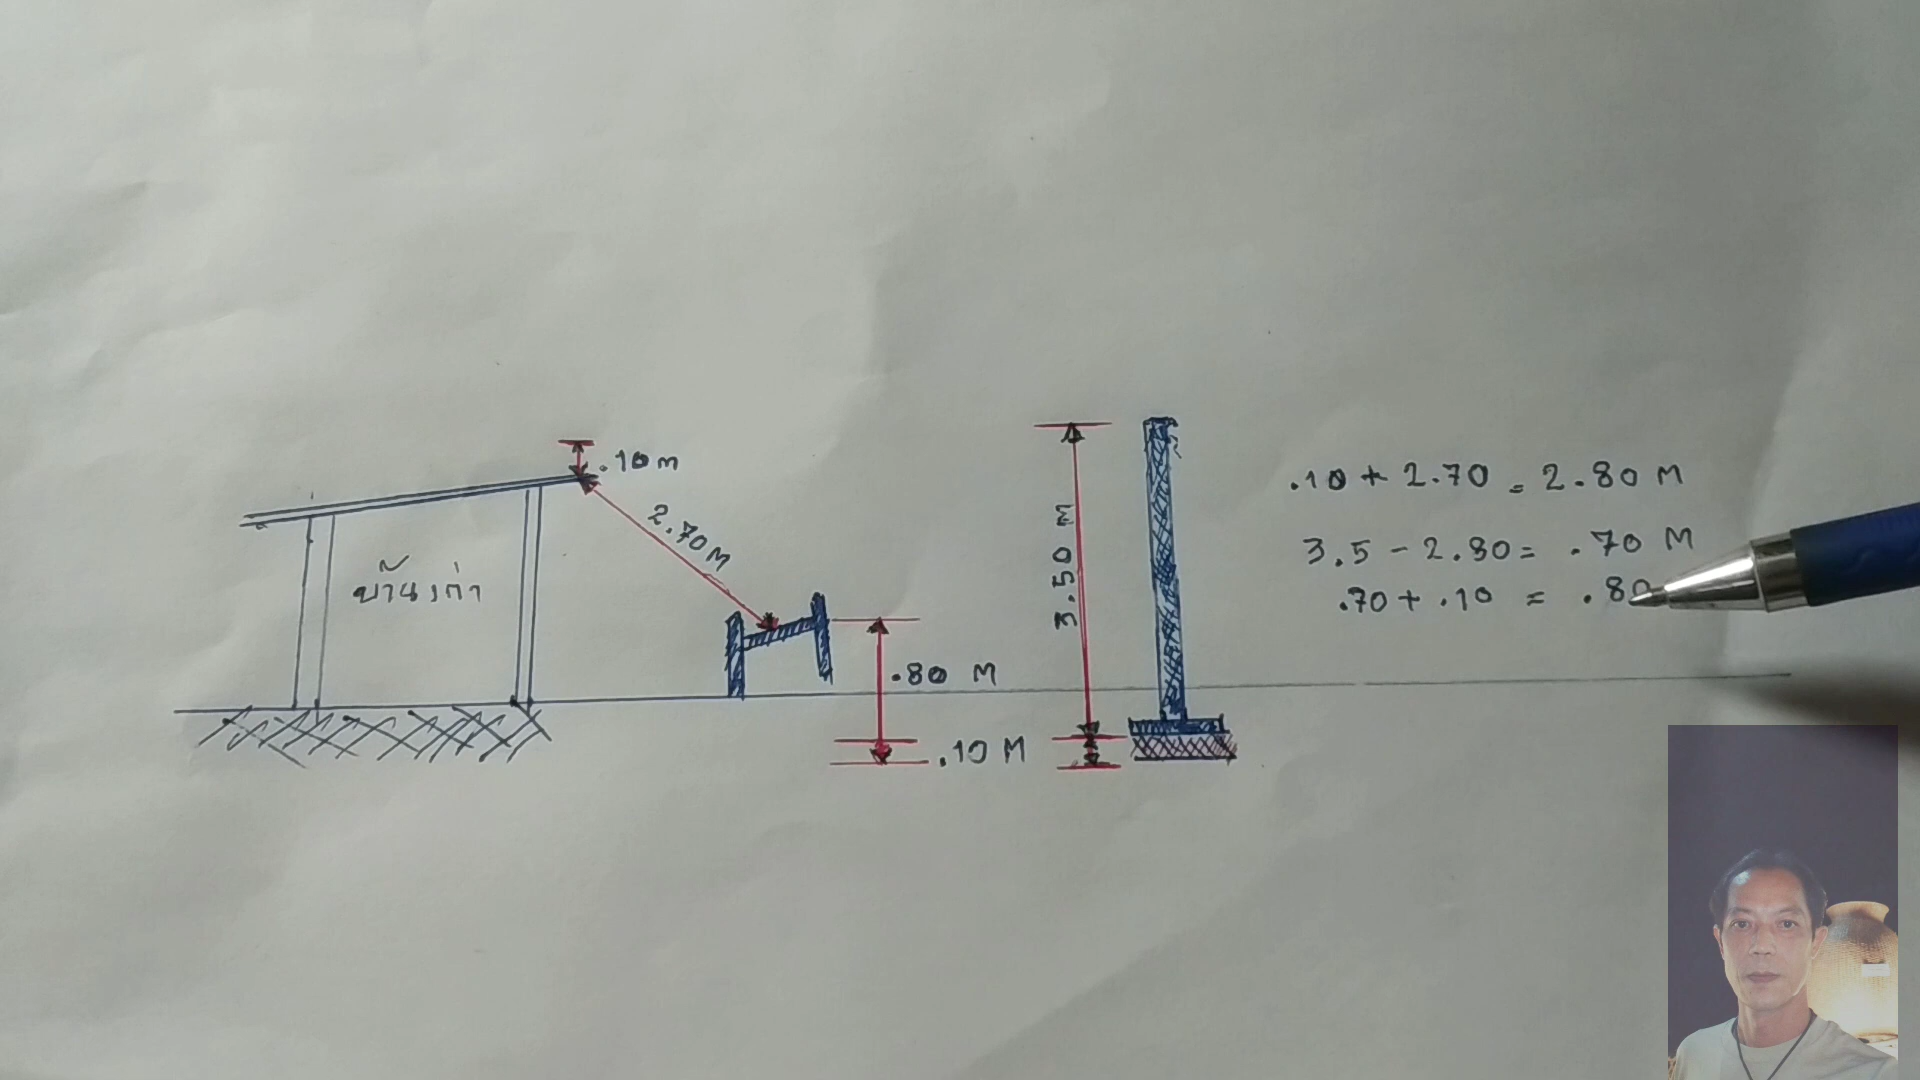 .10 m
2.70 M
บ้านเก่า
.80 M
.10 M
3.50 M
.10 + 2.70 = 2.80 M
3.5 - 2.80 = .70 M
.70 + .10 = .80